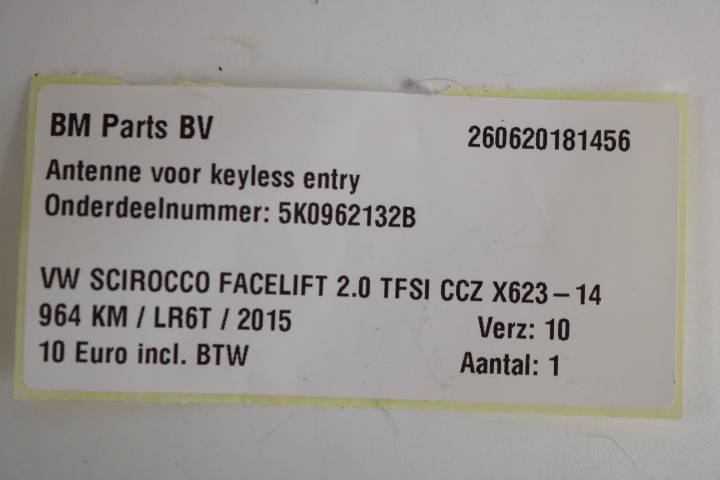 BM Parts BV 260620181456
Antenne voor keyless entry
Onderdeelnummer: 5K0962132B
VW SCIROCCO FACELIFT 2.0 TFSI CCZ X623-14
964 KM / LR6T / 2015 Verz: 10
10 Euro incl. BTW Aantal: 1